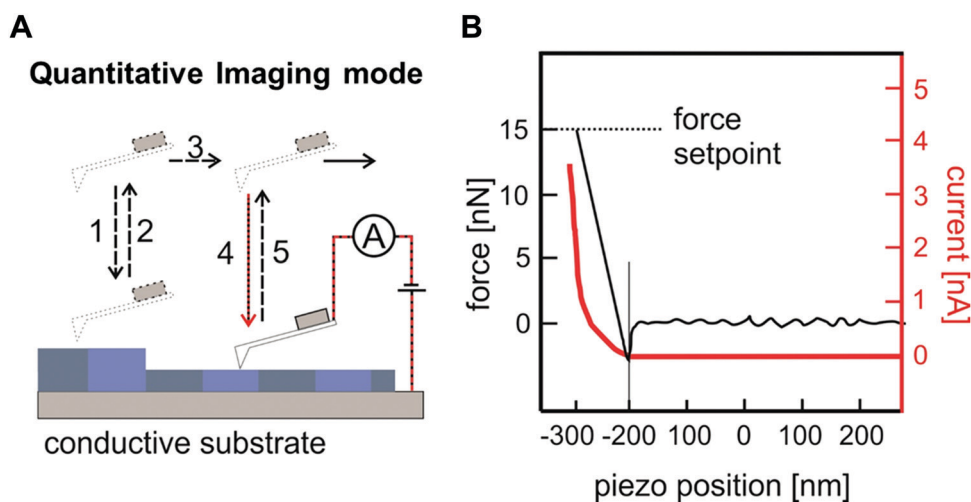 A
Quantitative Imaging mode
3
1
2
4
5
A
conductive substrate
B
force
setpoint
force [nN]
15
10
5
0
current [nA]
5
4
3
2
1
0
-300
-200
100
0
100
200
piezo position [nm]